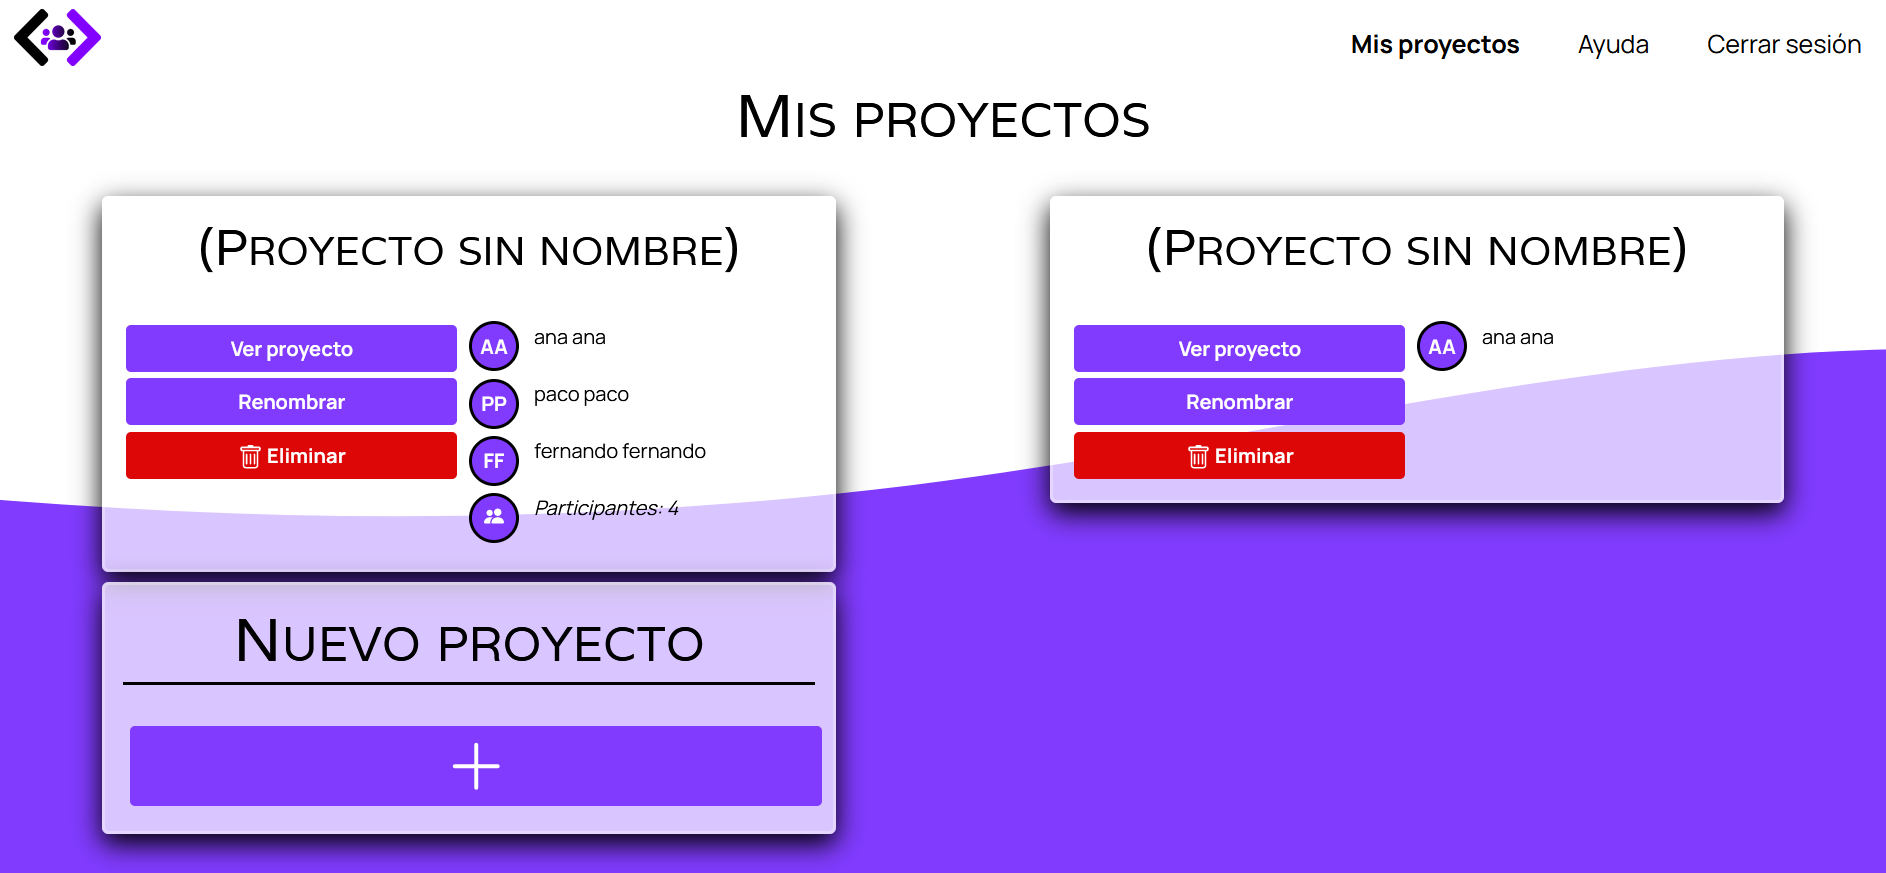 Mis proyectos
Ayuda
Cerrar sesión
Mis proyectos
(Proyecto sin nombre)
Ver proyecto
Renombrar
Eliminar
AA
ana ana
PP
paco paco
FF
fernando fernando
Participantes: 4
(Proyecto sin nombre)
Ver proyecto
Renombrar
Eliminar
AA
ana ana
Nuevo proyecto